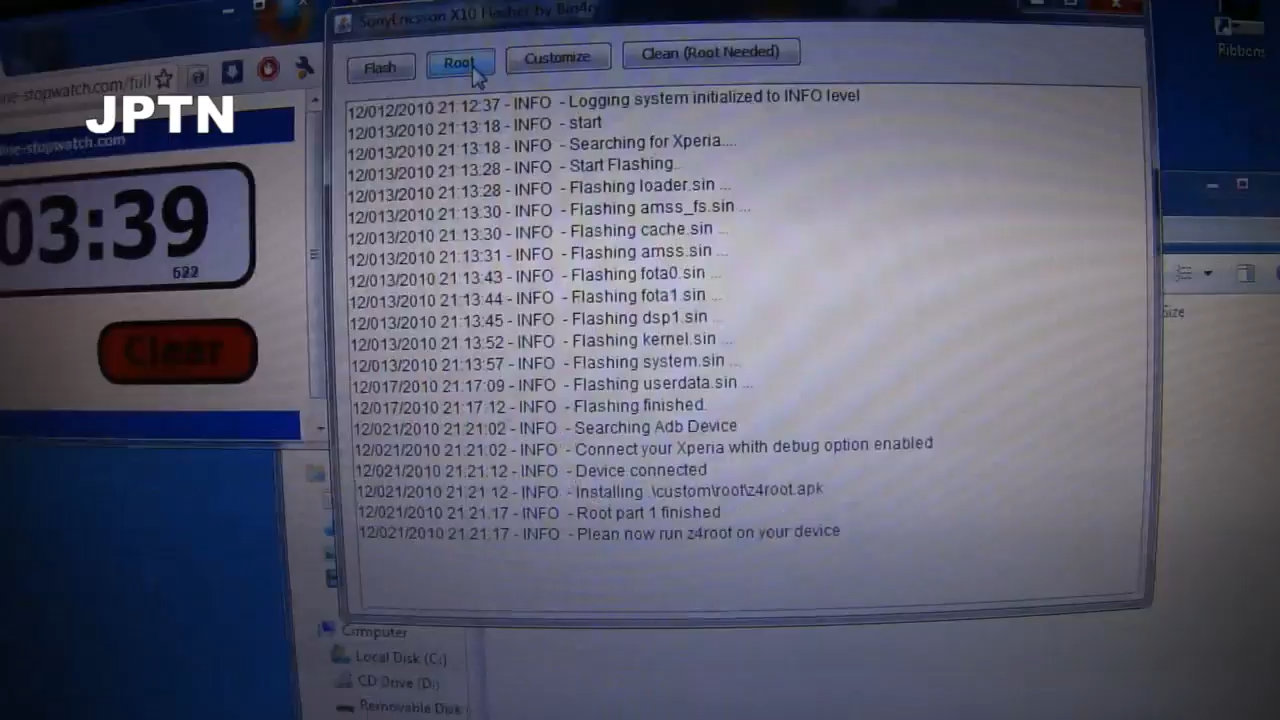 SonyEricsson X10 Flasher by Bin4ry
Flash
Root
Customize
Clean (Root Needed)
12/012/2010 21:12:37 - INFO - Logging system initialized to INFO level
12/013/2010 21:13:18 - INFO - start
12/013/2010 21:13:18 - INFO - Searching for Xperia....
12/013/2010 21:13:28 - INFO - Start Flashing..
12/013/2010 21:13:28 - INFO - Flashing loader.sin ...
12/013/2010 21:13:30 - INFO - Flashing amss_fs.sin ...
12/013/2010 21:13:30 - INFO - Flashing cache.sin ...
12/013/2010 21:13:31 - INFO - Flashing amss.sin ...
12/013/2010 21:13:43 - INFO - Flashing fota0.sin ...
12/013/2010 21:13:44 - INFO - Flashing fota1.sin ...
12/013/2010 21:13:45 - INFO - Flashing dsp1.sin ...
12/013/2010 21:13:52 - INFO - Flashing kernel.sin ...
12/013/2010 21:13:57 - INFO - Flashing system.sin ...
12/017/2010 21:17:09 - INFO - Flashing userdata.sin ...
12/017/2010 21:17:12 - INFO - Flashing finished.
12/021/2010 21:21:02 - INFO - Searching Adb Device
12/021/2010 21:21:02 - INFO - Connect your Xperia whith debug option enabled
12/021/2010 21:21:12 - INFO - Device connected
12/021/2010 21:21:12 - INFO - Installing .\custom\root\z4root.apk
12/021/2010 21:21:17 - INFO - Root part 1 finished
12/021/2010 21:21:17 - INFO - Plean now run z4root on your device
ne-stopwatch.com/full
JPTN
ne-stopwatch.com
03:39
622
Clear
Ribbons
Size
Computer
Local Disk (C:)
CD Drive (D:)
Removable Disk